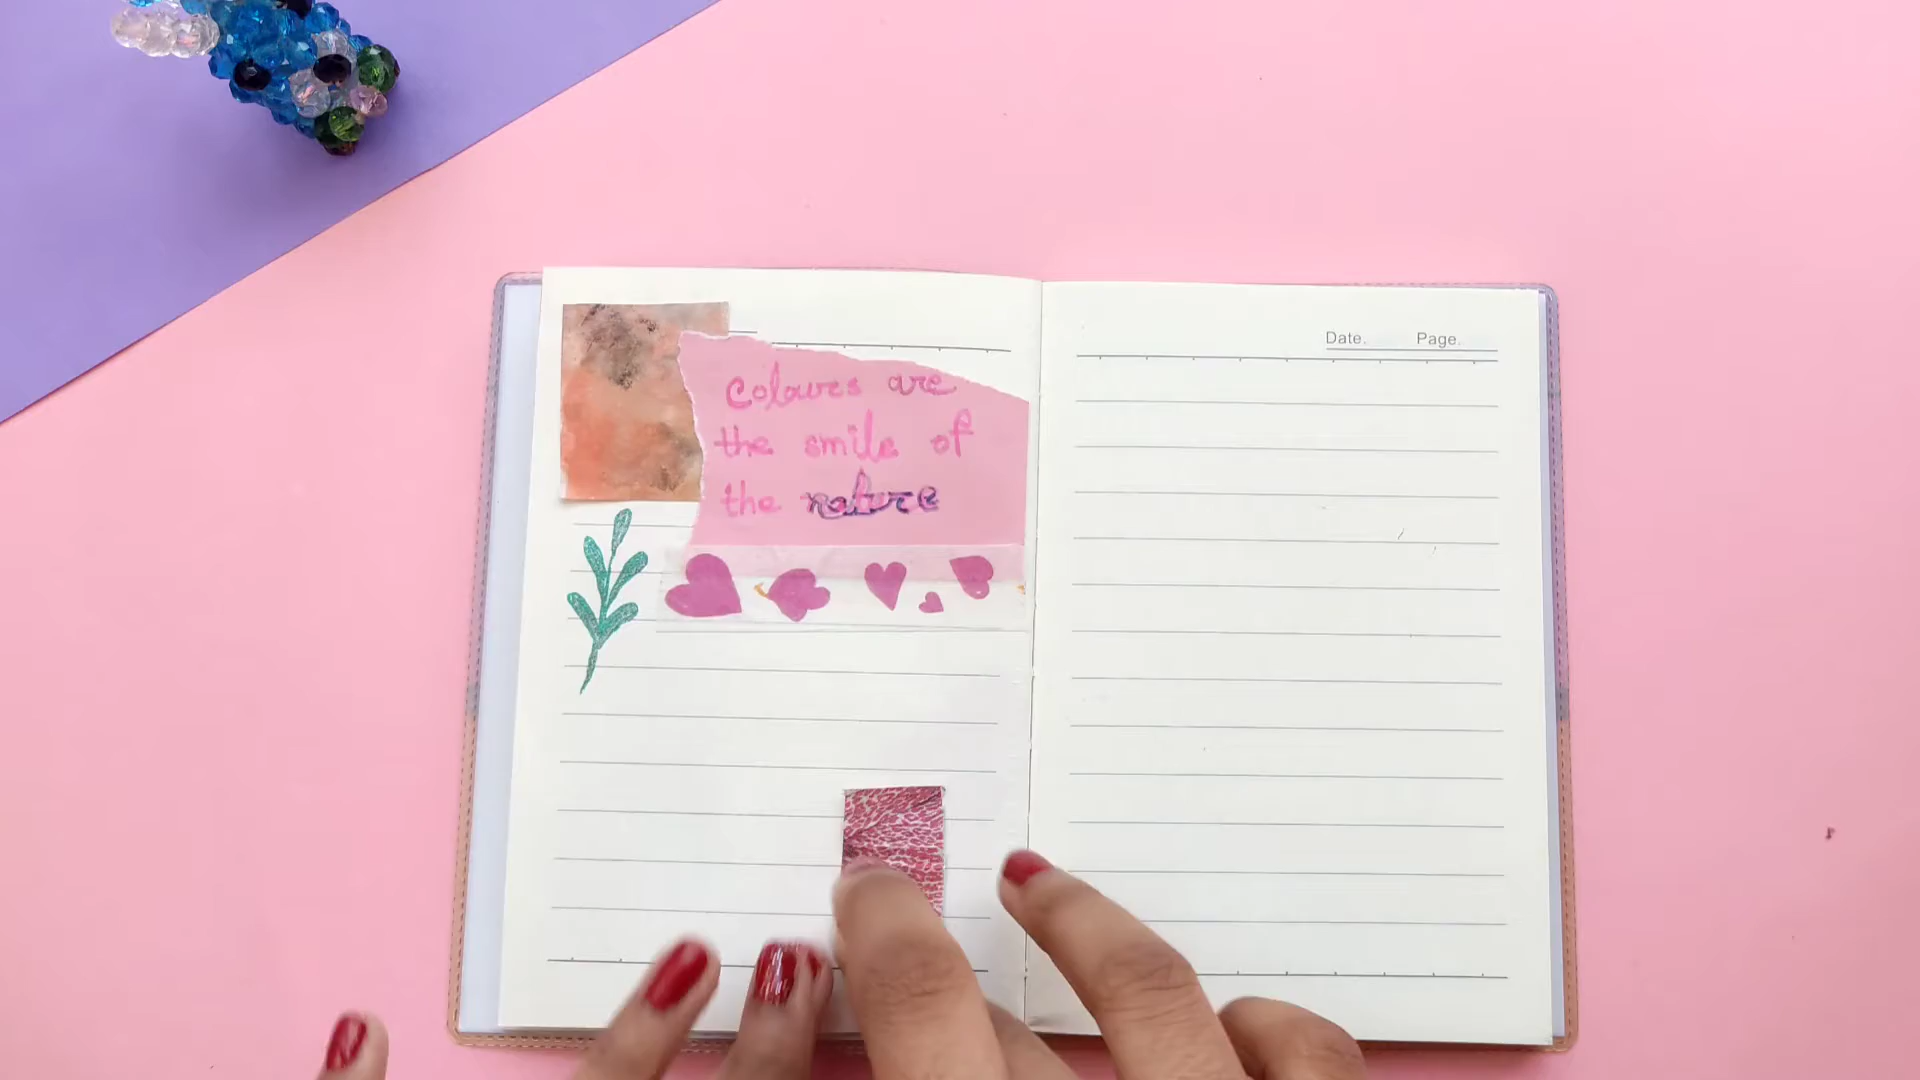 Colours are
the smile of
the nature
Date. Page.